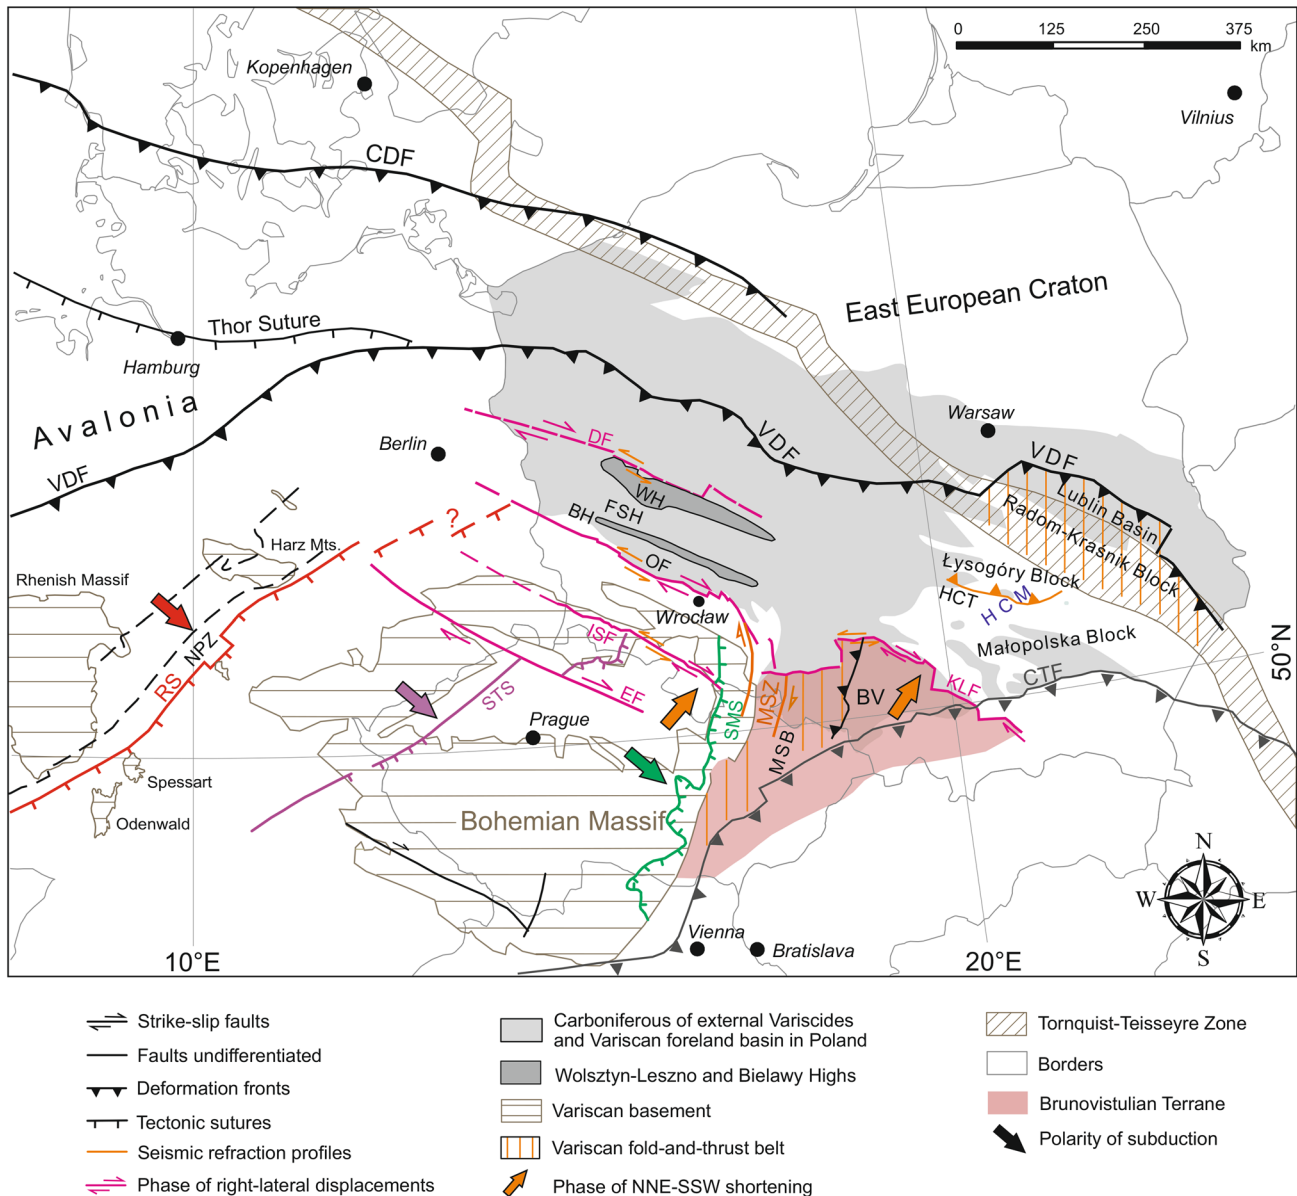 0 125 250 375
km
Kopenhagen
Vilnius
CDF
East European Craton
Thor Suture
Hamburg
Avalonia
Warsaw
Berlin
DF
VDF
VDF
VDF
WH
Lublin Basin
FSH
BH
Radom-Kraśnik Block
?
Harz Mts.
OF
Łysogóry Block
Rhenish Massif
HCT
HCM
Wrocław
ISF
Małopolska Block
50°N
NPZ
RS
STS
EF
CTF
KLF
BV
MSZ
SMS
Prague
MSB
Spessart
Odenwald
Bohemian Massif
N
W E
S
Vienna
Bratislava
10°E
20°E
Strike-slip faults
Faults undifferentiated
Deformation fronts
Tectonic sutures
Seismic refraction profiles
Phase of right-lateral displacements
Carboniferous of external Variscides
and Variscan foreland basin in Poland
Wolsztyn-Leszno and Bielawy Highs
Variscan basement
Variscan fold-and-thrust belt
Phase of NNE-SSW shortening
Tornquist-Teisseyre Zone
Borders
Brunovistulian Terrane
Polarity of subduction